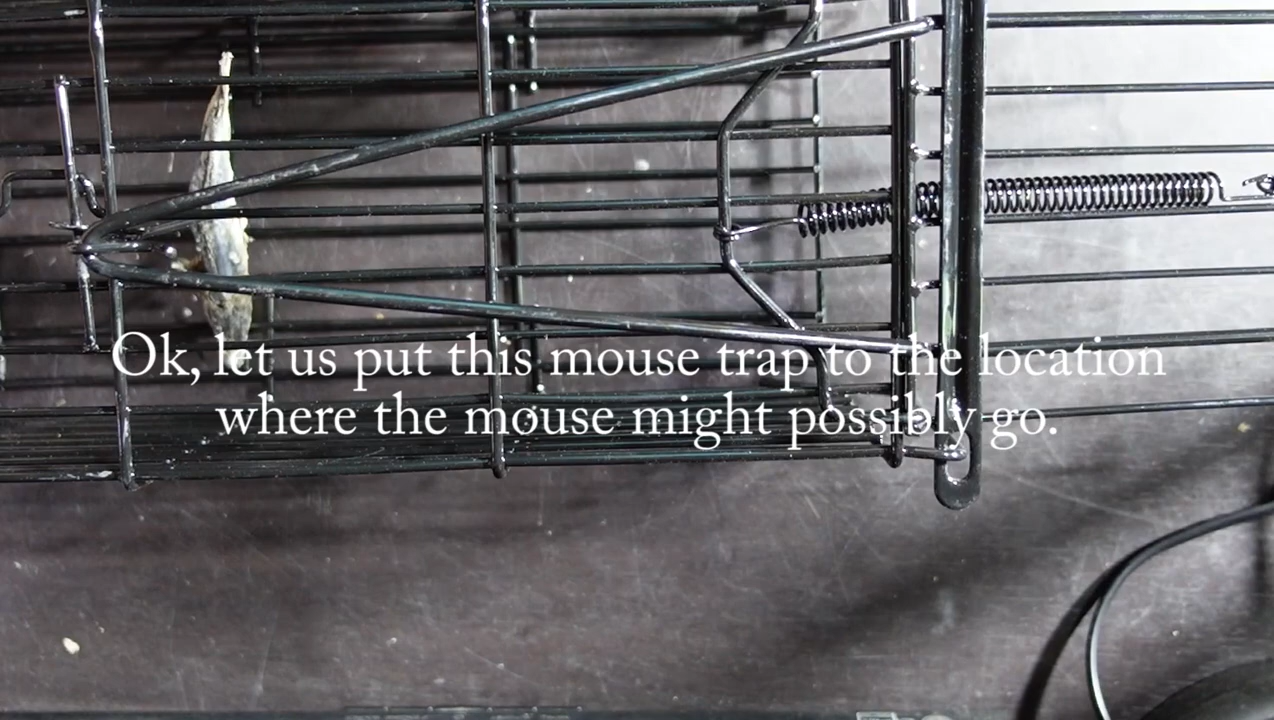 Ok, let us put this mouse trap to the location
where the mouse might possibly go.